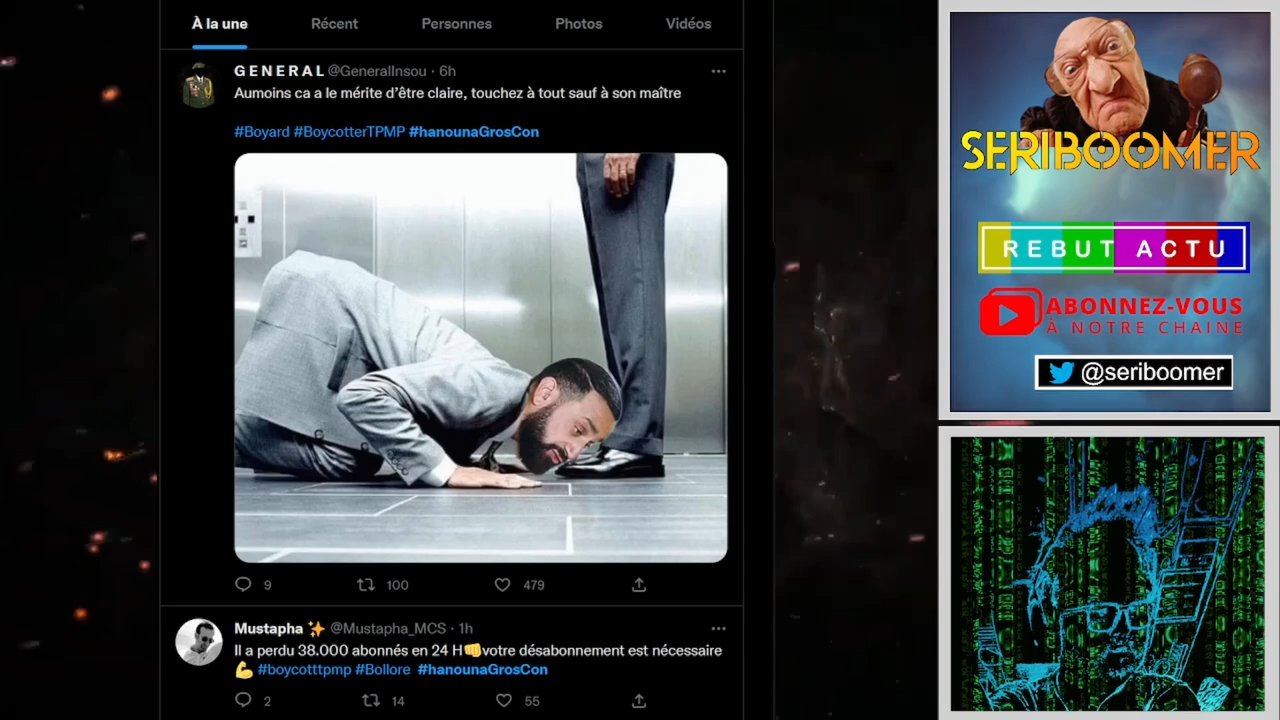 À la une
Récent
Personnes
Photos
Vidéos
GENERAL @GeneralInsou · 6h
Aumoins ca a le mérite d’être claire, touchez à tout sauf à son maître
#Boyard #BoycotterTPMP #hanounaGrosCon
9
100
479
Mustapha ✨ @Mustapha_MCS · 1h
Il a perdu 38.000 abonnés en 24 H👊votre désabonnement est nécessaire
💪 #boycotttpmp #Bollore #hanounaGrosCon
2
14
55
SERIBOOMER
REBUT ACTU
ABONNEZ-VOUS
À NOTRE CHAINE
@seriboomer